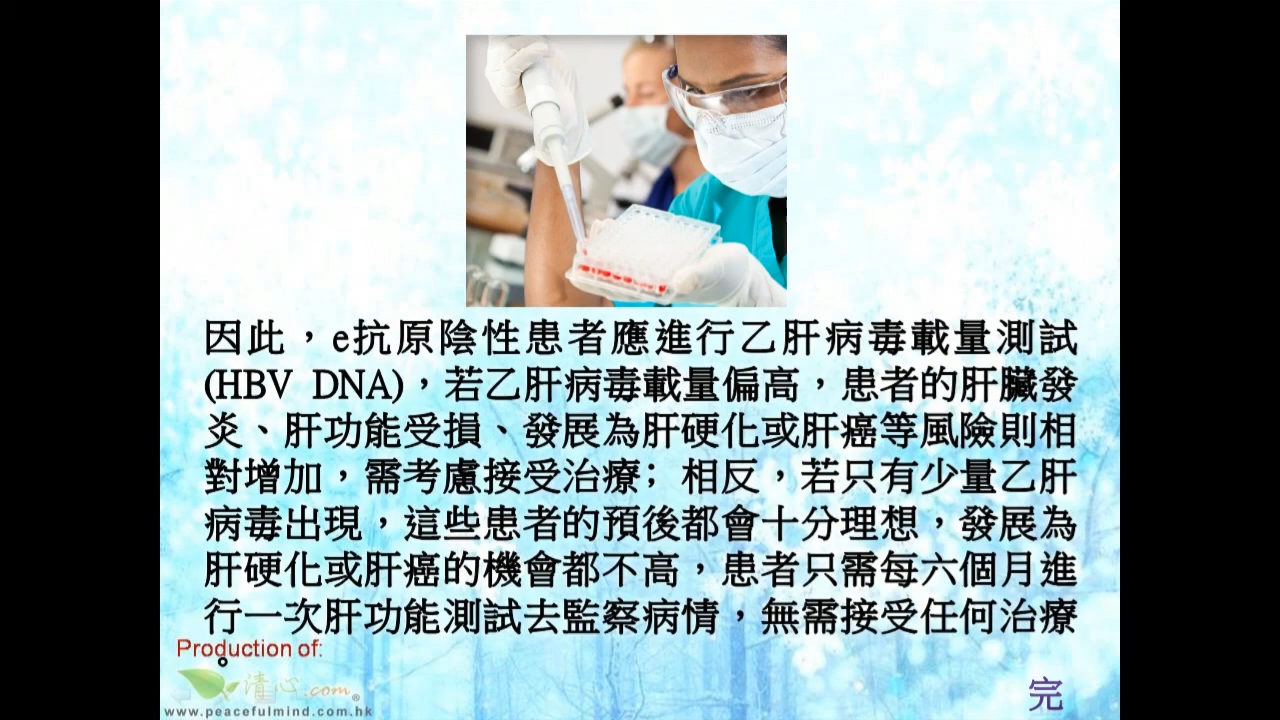 因此，e抗原陰性患者應進行乙肝病毒載量測試
(HBV DNA)，若乙肝病毒載量偏高，患者的肝臟發
炎、肝功能受損、發展為肝硬化或肝癌等風險則相
對增加，需考慮接受治療；相反，若只有少量乙肝
病毒出現，這些患者的預後都會十分理想，發展為
肝硬化或肝癌的機會都不高，患者只需每六個月進
行一次肝功能測試去監察病情，無需接受任何治療
。
Production of:
清心.com®
www.peacefulmind.com.hk
完